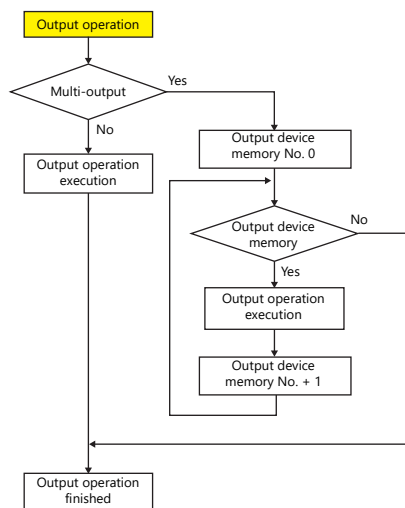 Output operation
Multi-output
Yes
No
Output operation
execution
Output device
memory No. 0
Output device
memory
No
Yes
Output operation
execution
Output device
memory No. + 1
Output operation
finished